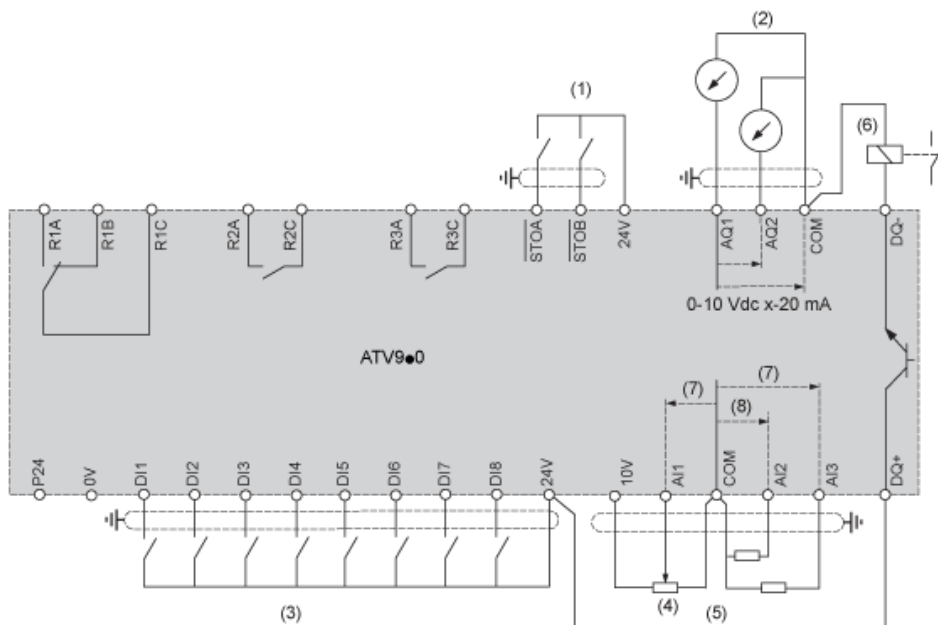 (2)
(1)
(6)
R1A
R1B
R1C
R2A
R2C
R3A
R3C
STOA
STOB
24V
AQ1
AQ2
COM
DQ-
0-10 Vdc x-20 mA
ATV9●0
(7)
(7)
(8)
P24
0V
DI1
DI2
DI3
DI4
DI5
DI6
DI7
DI8
24V
10V
AI1
COM
AI2
AI3
DQ+
(3)
(4)
(5)